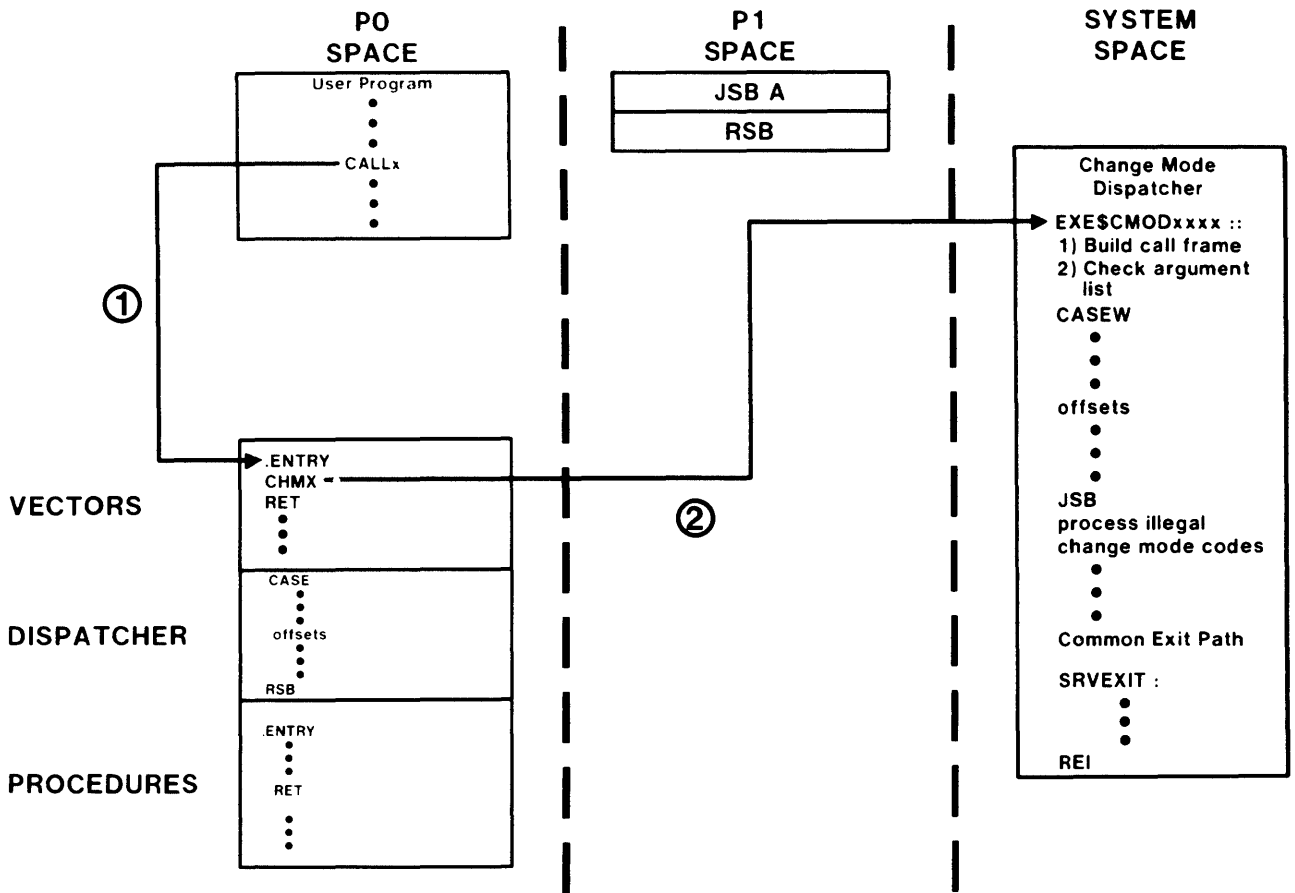 P0
SPACE
P1
SPACE
SYSTEM
SPACE
User Program
CALLx
JSB A
RSB
Change Mode
Dispatcher
EXE$CMODxxxx ::
1) Build call frame
2) Check argument
list
CASEW
offsets
JSB
process illegal
change mode codes
Common Exit Path
SRVEXIT :
REI
①
②
VECTORS
.ENTRY
CHMX
RET
DISPATCHER
CASE
offsets
RSB
PROCEDURES
.ENTRY
RET